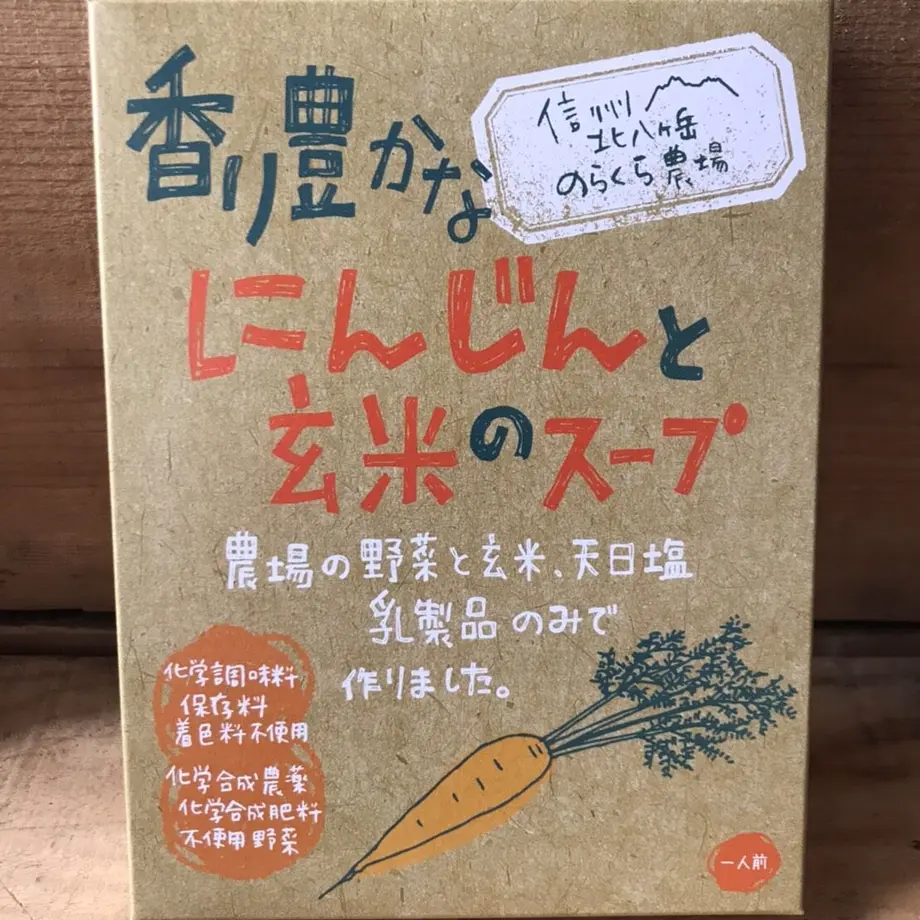 香り豊かな
信州
北八ヶ岳
のらくら農場
にんじんと
玄米のスープ
農場の野菜と玄米、天日塩
乳製品のみで
作りました。
化学調味料
保存料
着色料不使用
化学合成農薬
化学合成肥料
不使用野菜
一人前